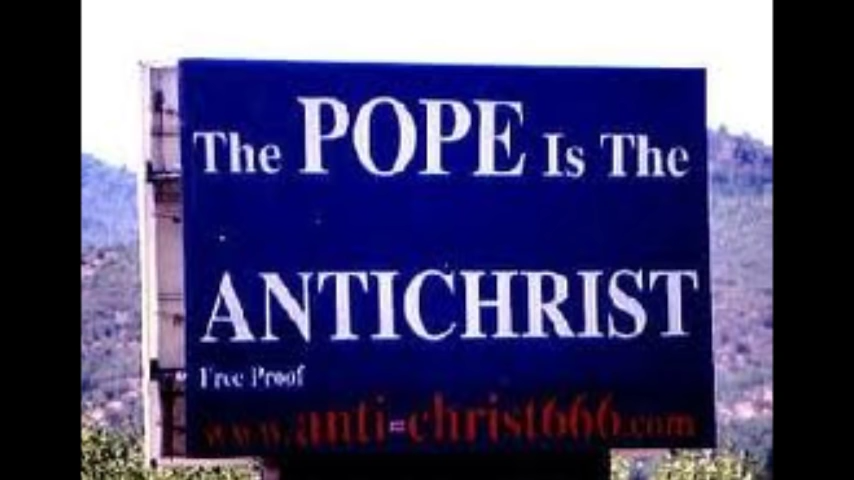 The POPE Is The
ANTICHRIST
Free Proof
www.anti-christ666.com